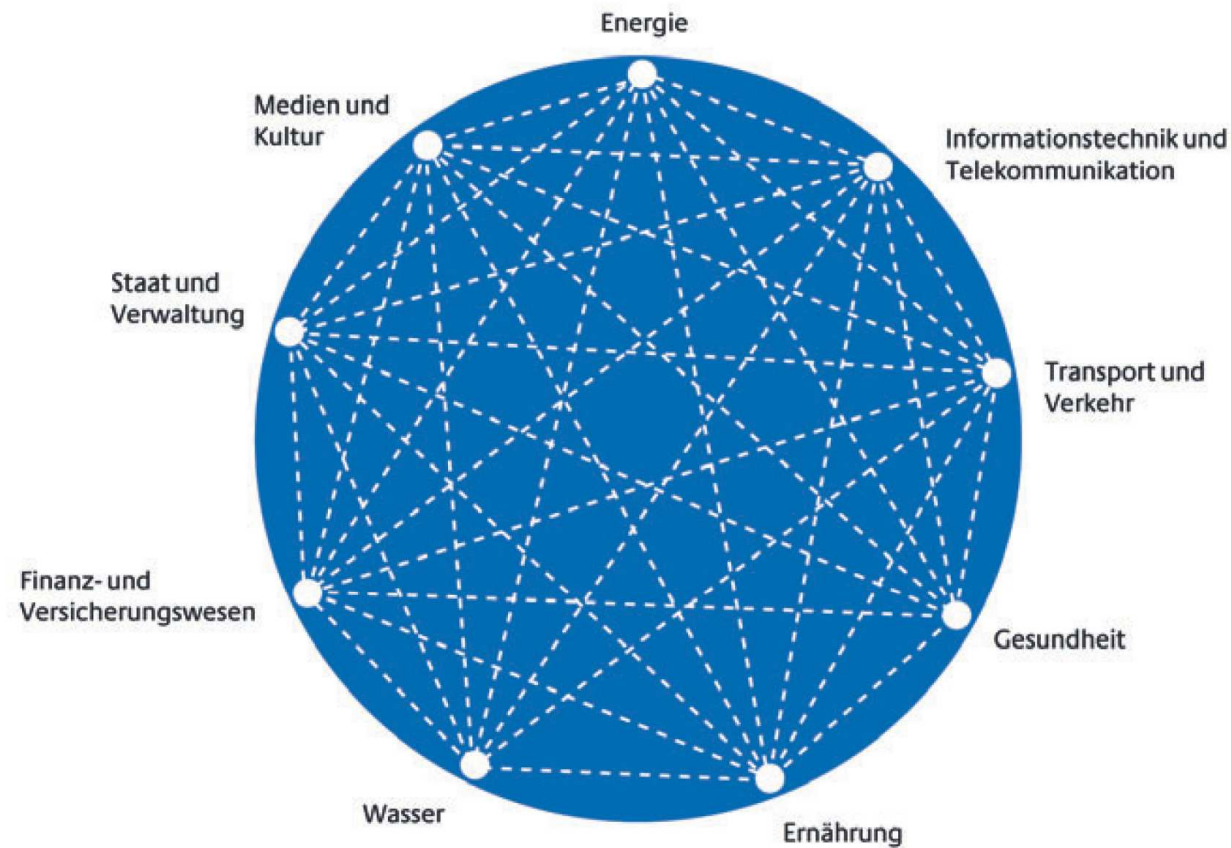 Energie
Medien und
Kultur
Informationstechnik und
Telekommunikation
Staat und
Verwaltung
Transport und
Verkehr
Finanz- und
Versicherungswesen
Gesundheit
Wasser
Ernährung